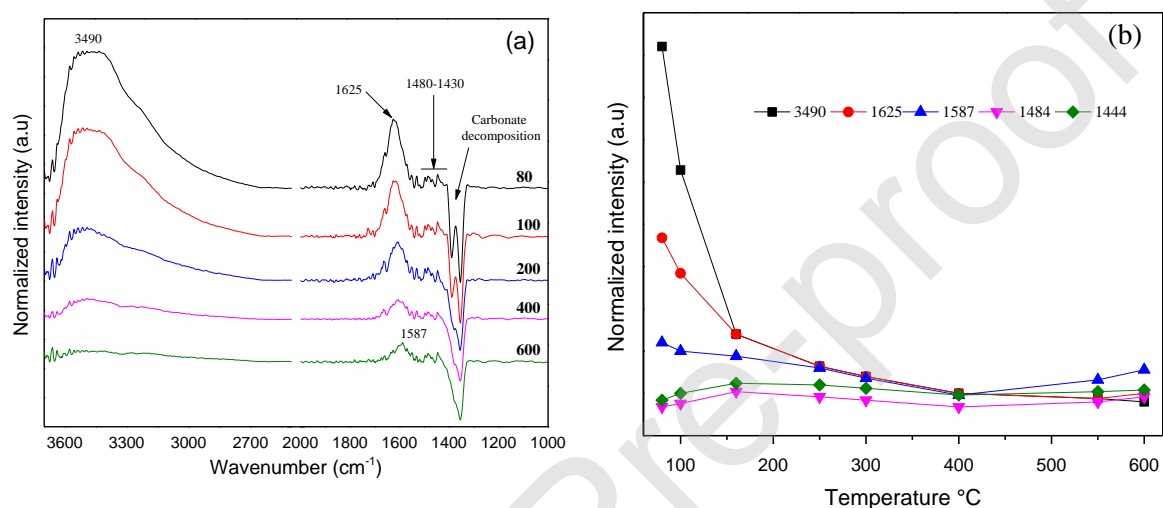 (a)
3490
1480-1430
1625
Carbonate
decomposition
80
100
200
400
1587
600
Normalized intensity (a.u)
3600 3300 3000 2700 2000 1800 1600 1400 1200 1000
Wavenumber (cm⁻¹)
(b)
3490 1625 1587 1484 1444
Normalized intensity (a.u)
100 200 300 400 500 600
Temperature °C
Pre-proof